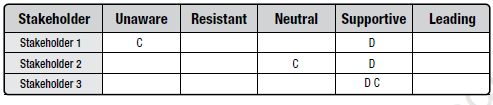 Stakeholder Unaware Resistant Neutral Supportive Leading
Stakeholder 1 C D
Stakeholder 2 C D
Stakeholder 3 D C